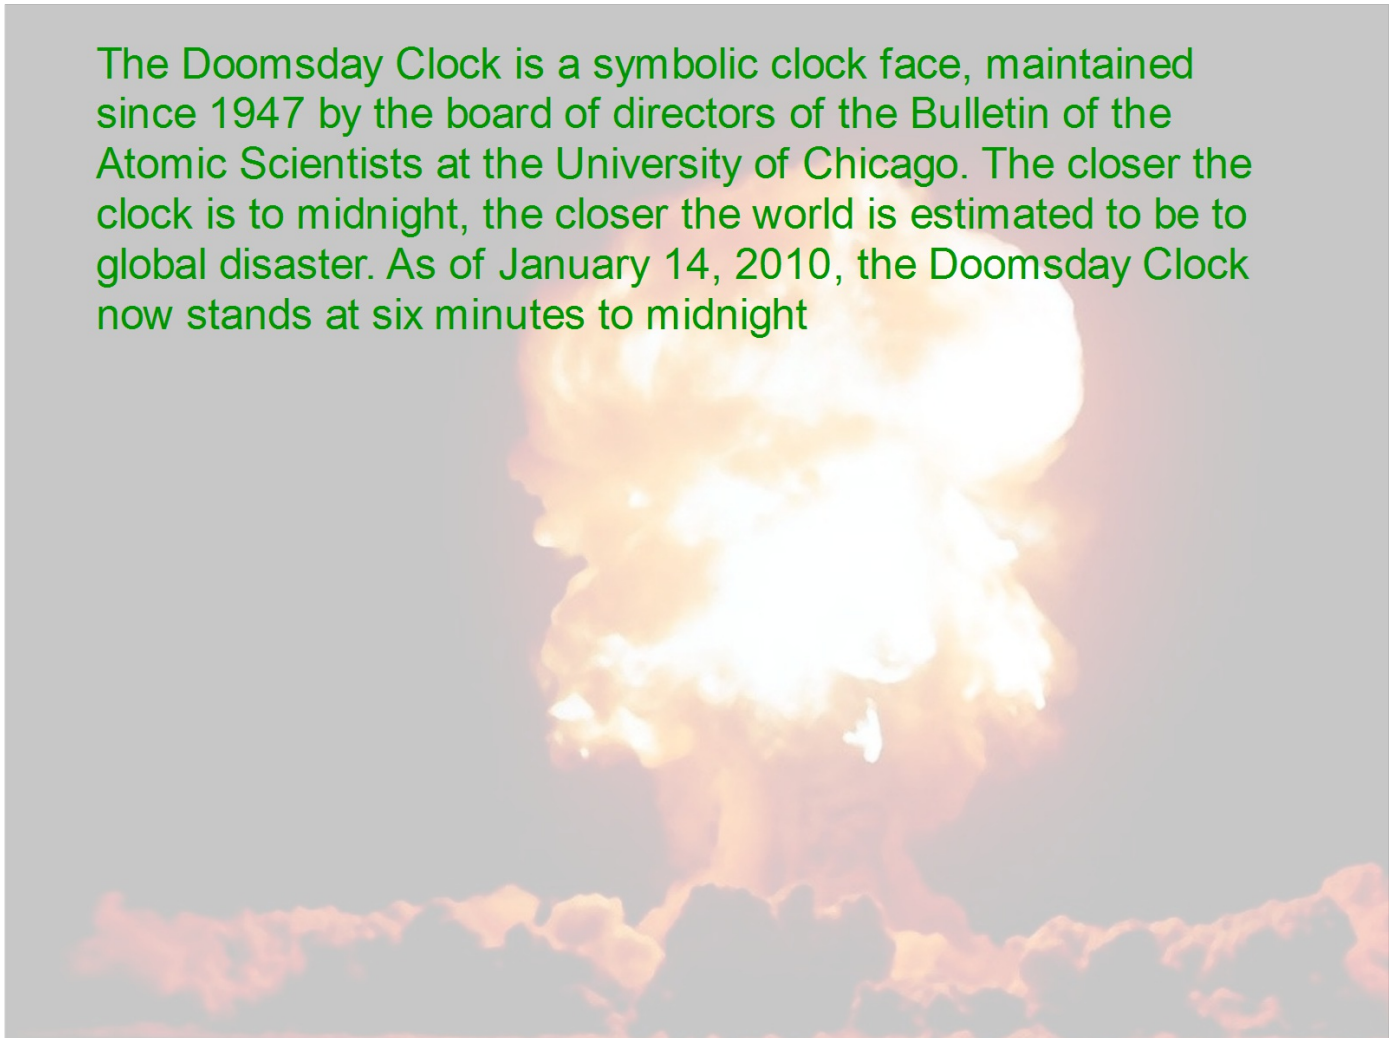 The Doomsday Clock is a symbolic clock face, maintained
since 1947 by the board of directors of the Bulletin of the
Atomic Scientists at the University of Chicago. The closer the
clock is to midnight, the closer the world is estimated to be to
global disaster. As of January 14, 2010, the Doomsday Clock
now stands at six minutes to midnight